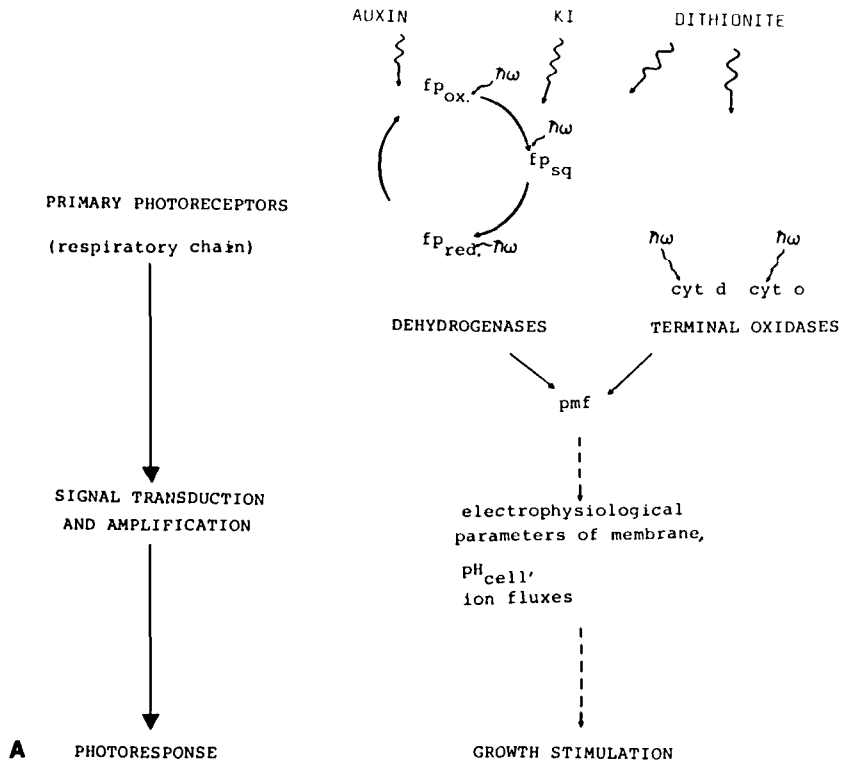 AUXIN KI DITHIONITE
fp ox. ħω
ħω
fp sq
PRIMARY PHOTORECEPTORS
(respiratory chain)
fp red. ħω
ħω ħω
cyt d cyt o
DEHYDROGENASES TERMINAL OXIDASES
pmf
SIGNAL TRANSDUCTION
AND AMPLIFICATION
electrophysiological
parameters of membrane,
pH cell,
ion fluxes
A PHOTORESPONSE GROWTH STIMULATION